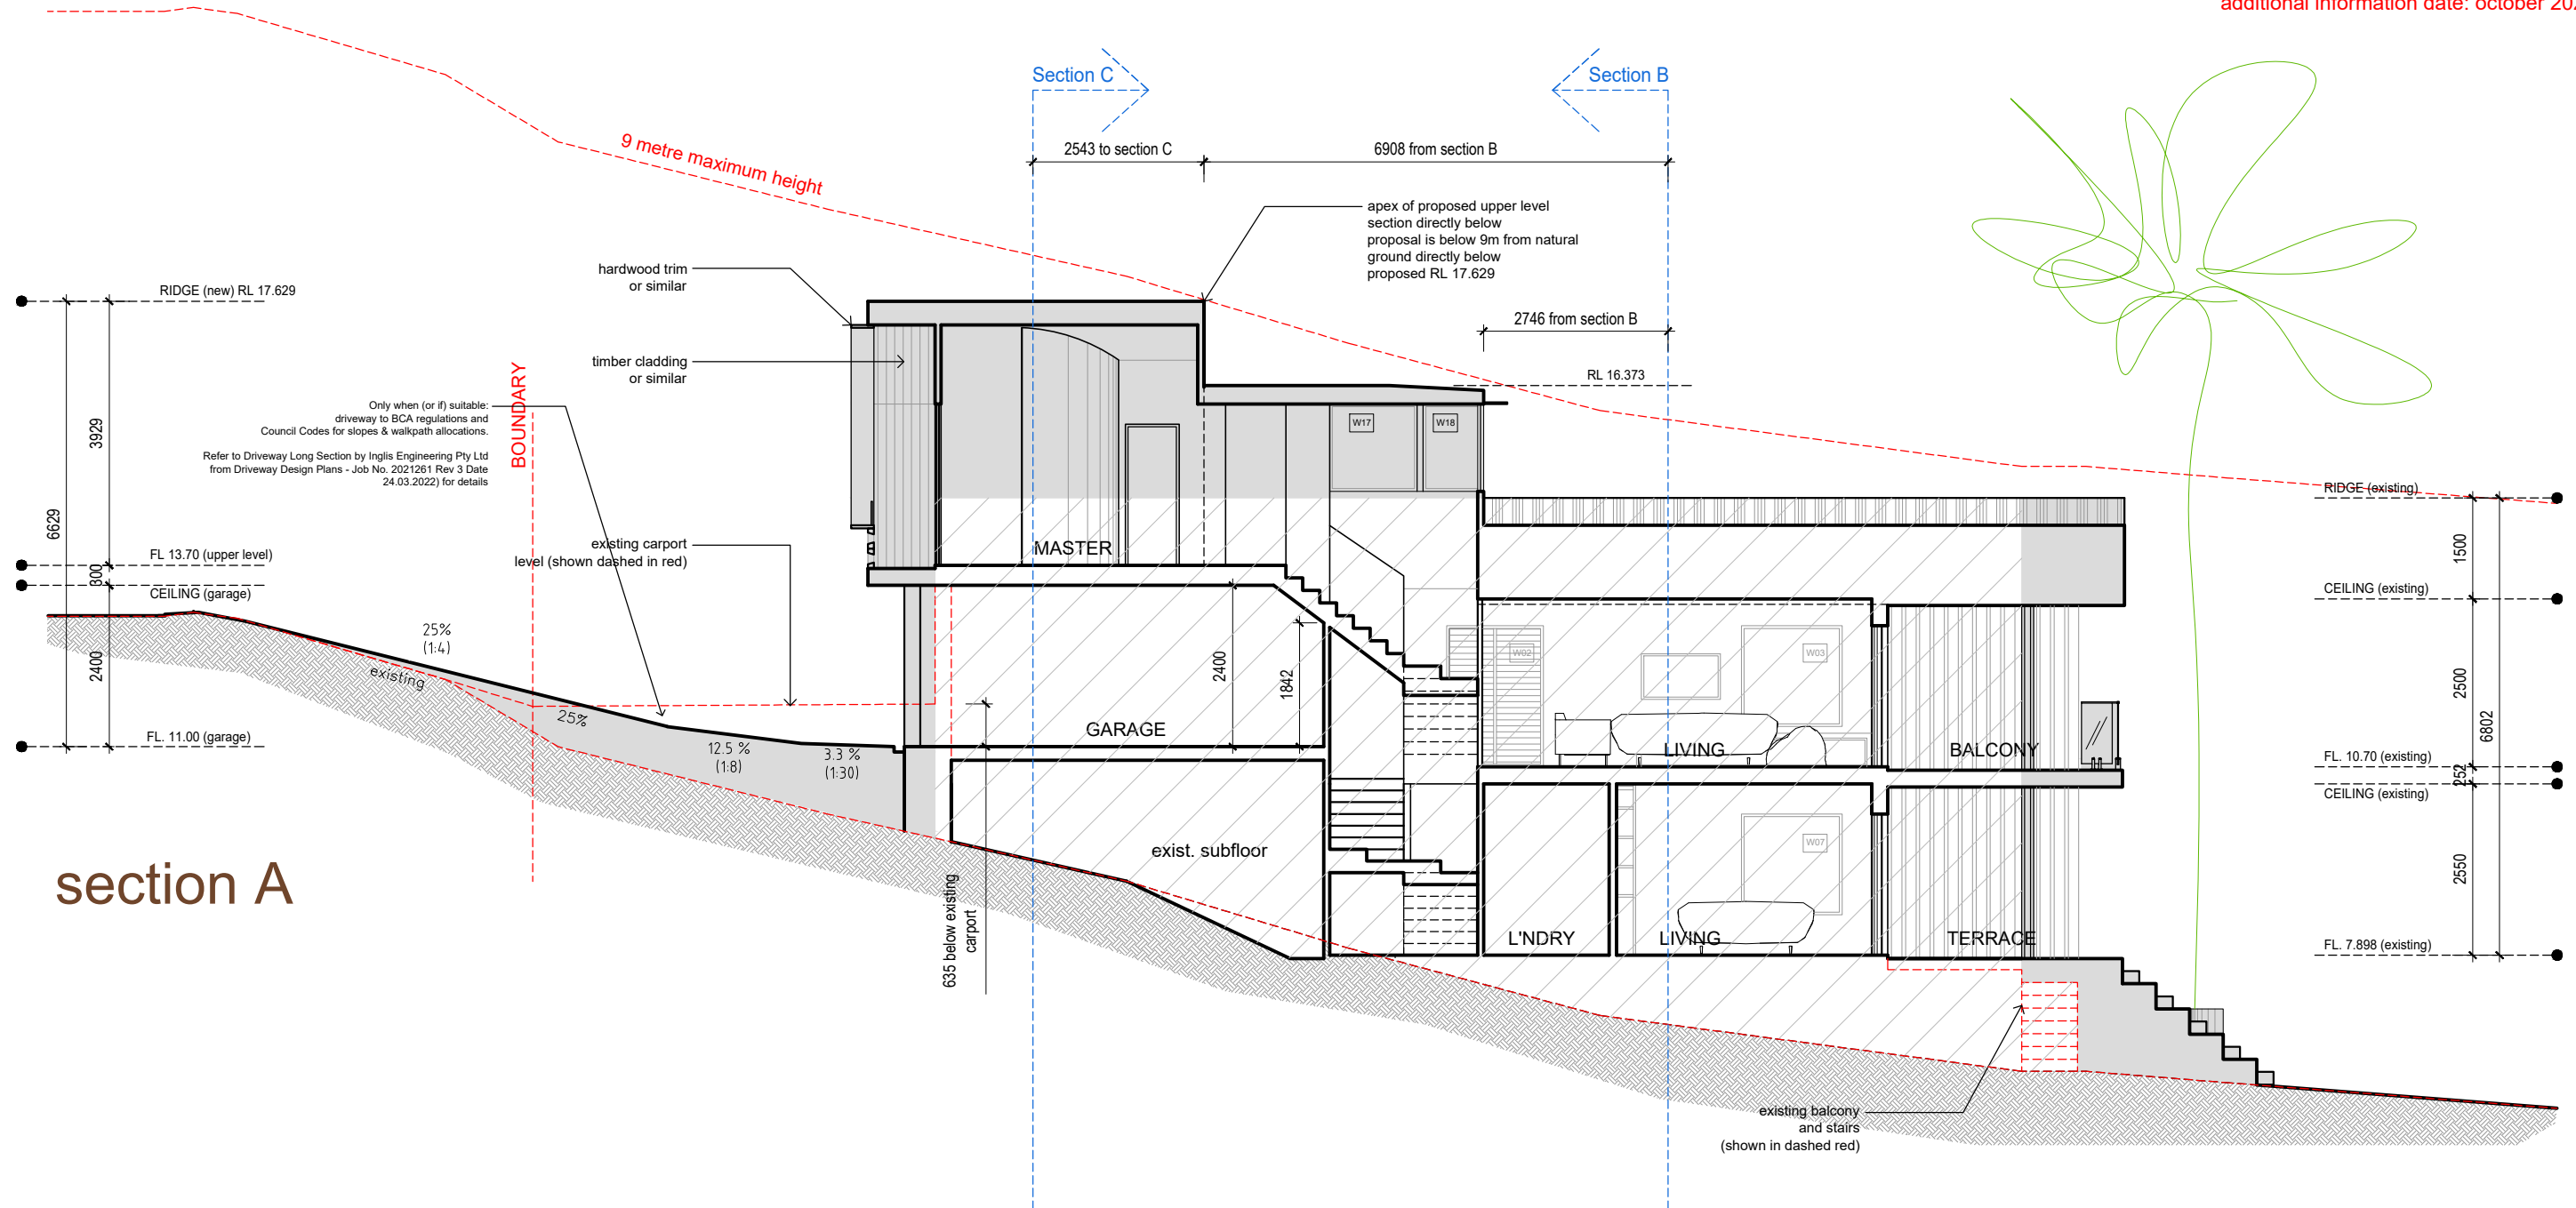 additional information date: october 20
Section C
Section B
9 metre maximum height
2543 to section C
6908 from section B
apex of proposed upper level
section directly below
proposal is below 9m from natural
ground directly below
proposed RL 17.629
hardwood trim
or similar
RIDGE (new) RL 17.629
2746 from section B
timber cladding
or similar
RL 16.373
BOUNDARY
Only when (or if) suitable:
driveway to BCA regulations and
Council Codes for slopes & walkpath allocations.
Refer to Driveway Long Section by Inglis Engineering Pty Ltd
from Driveway Design Plans - Job No. 2021261 Rev 3 Date
24.03.2022) for details
W17
W18
3929
6629
RIDGE (existing)
existing carport
level (shown dashed in red)
MASTER
FL 13.70 (upper level)
300
CEILING (garage)
1500
CEILING (existing)
25%
(1:4)
existing
2400
2400
1842
W02
W03
2500
25%
12.5 %
(1:8)
3.3 %
(1:30)
FL. 11.00 (garage)
GARAGE
LIVING
BALCONY
6802
FL. 10.70 (existing)
252
CEILING (existing)
section A
exist. subfloor
W07
2550
635 below existing
carport
L'NDRY
LIVING
TERRACE
FL. 7.898 (existing)
existing balcony
and stairs
(shown in dashed red)